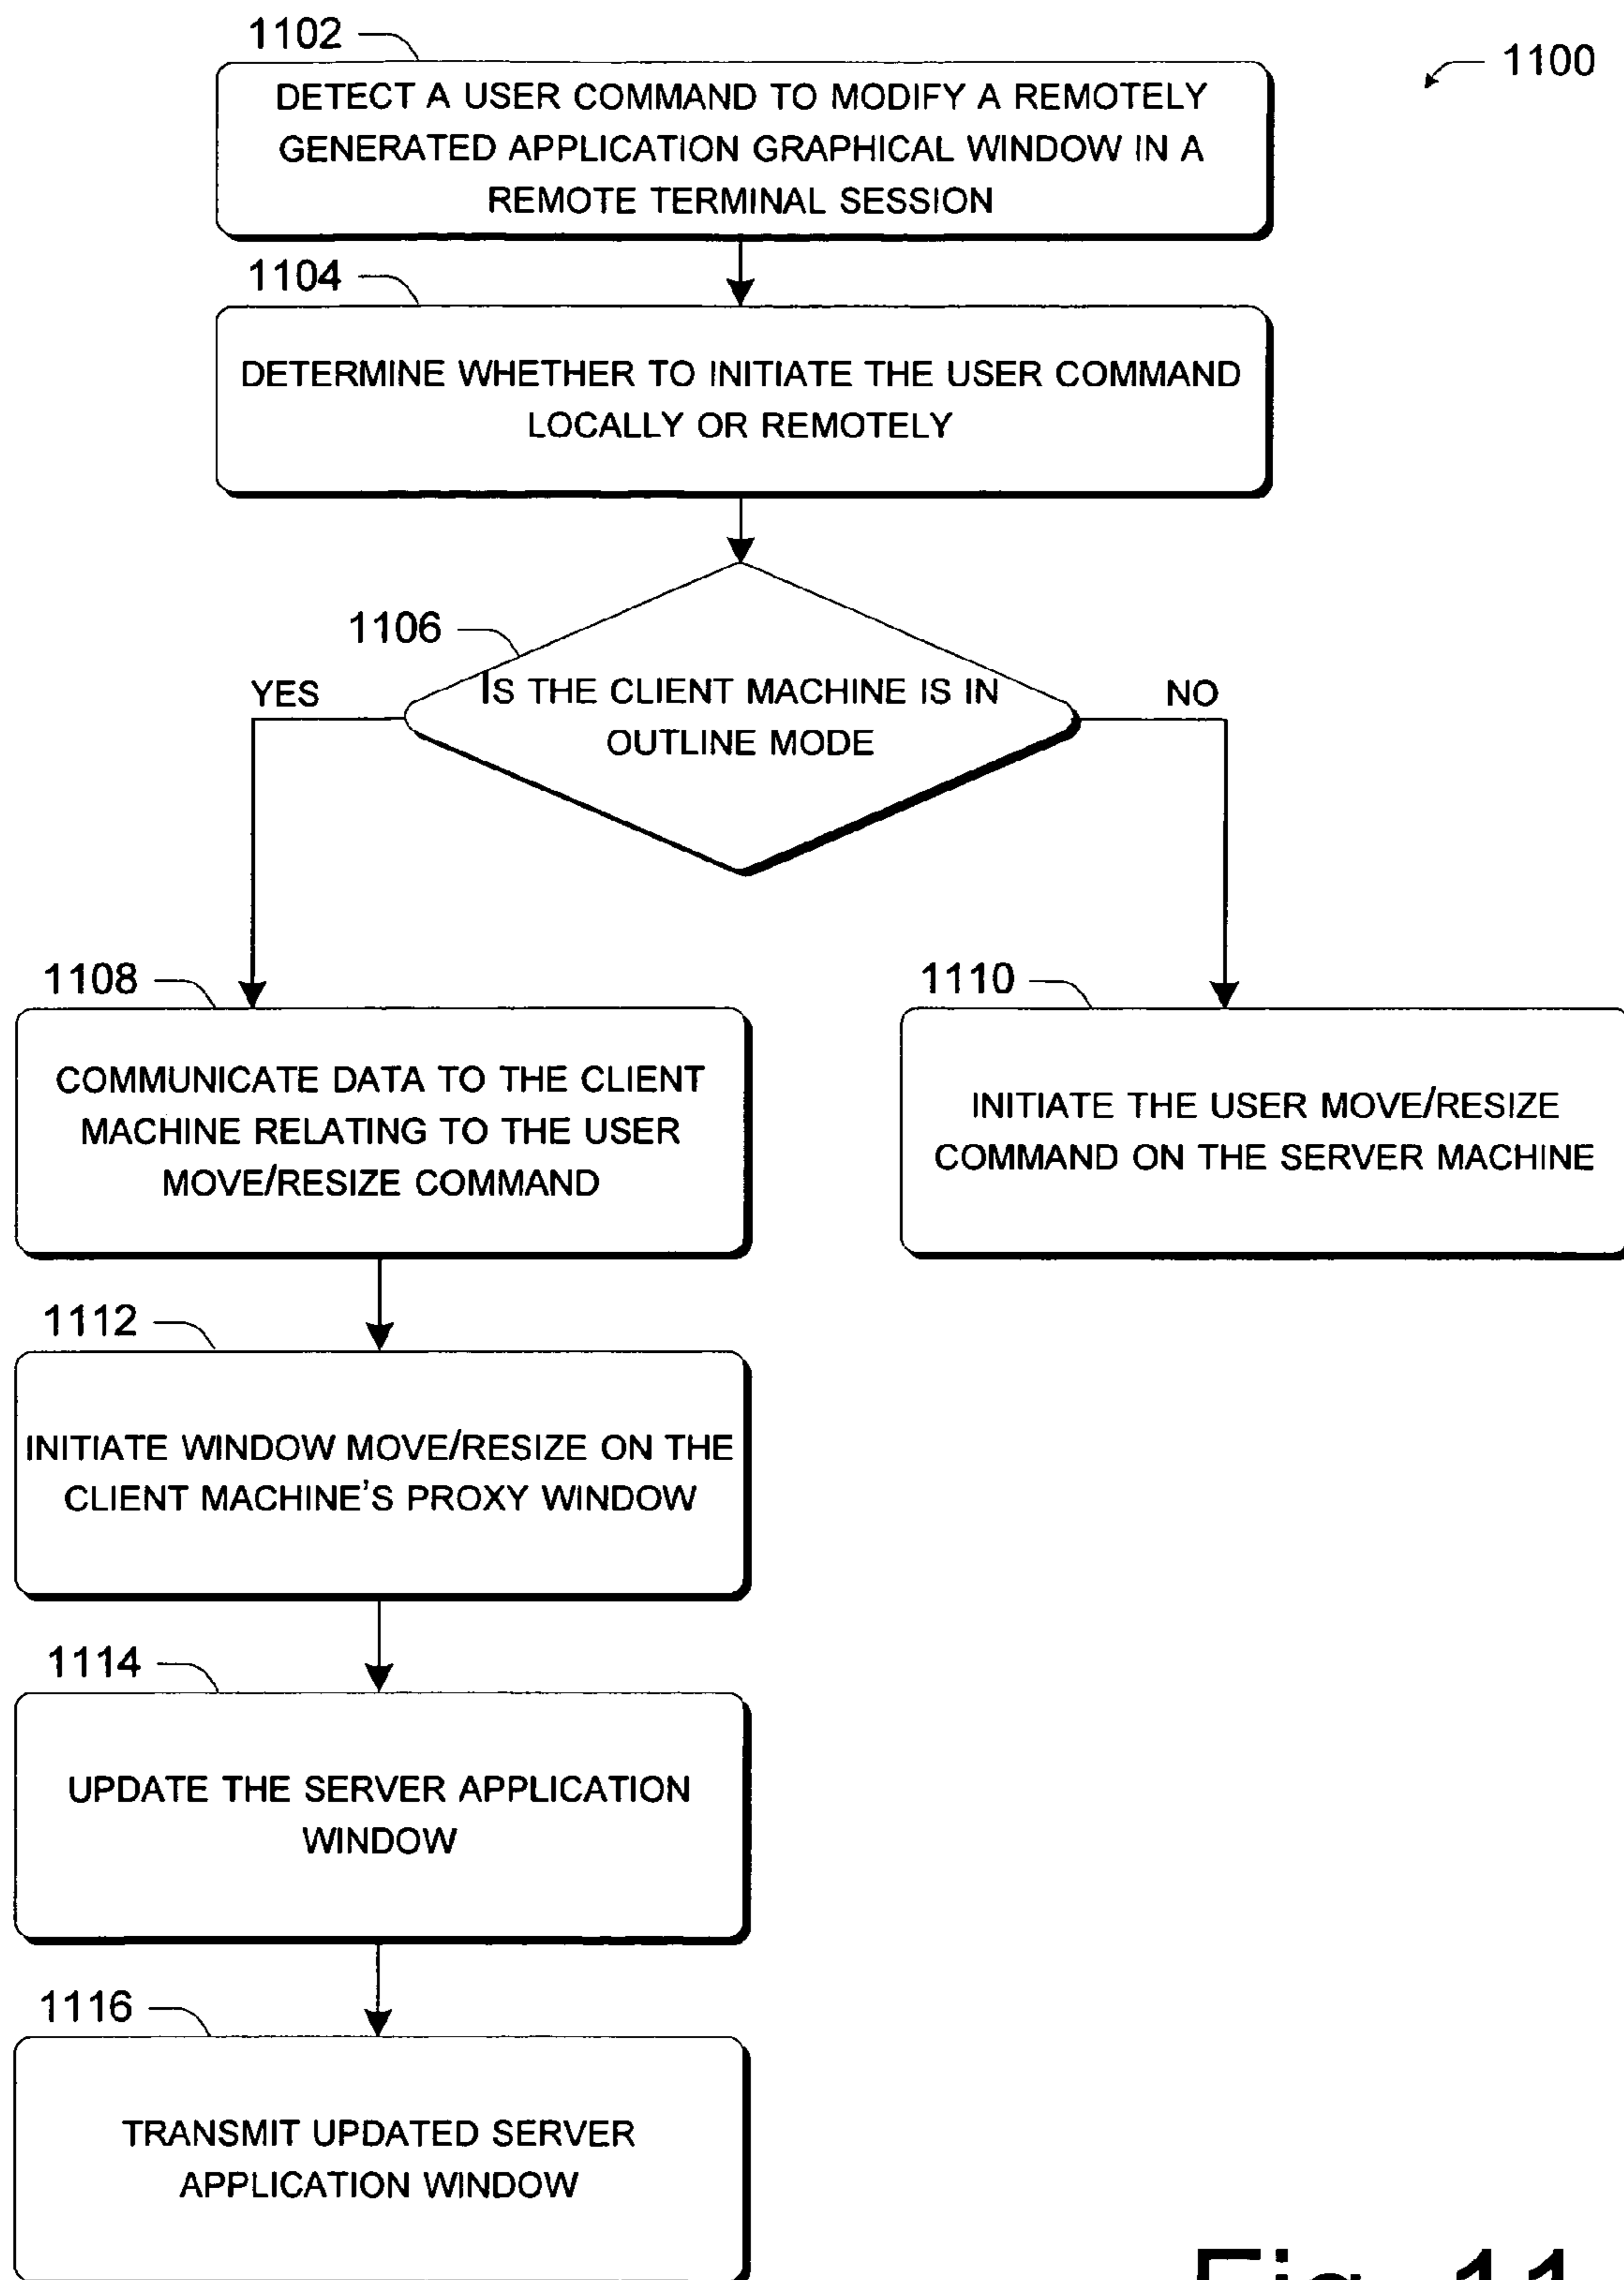 1102
1100
DETECT A USER COMMAND TO MODIFY A REMOTELY
GENERATED APPLICATION GRAPHICAL WINDOW IN A
REMOTE TERMINAL SESSION
1104
DETERMINE WHETHER TO INITIATE THE USER COMMAND
LOCALLY OR REMOTELY
1106
YES
IS THE CLIENT MACHINE IS IN
OUTLINE MODE
NO
1108
COMMUNICATE DATA TO THE CLIENT
MACHINE RELATING TO THE USER
MOVE/RESIZE COMMAND
1110
INITIATE THE USER MOVE/RESIZE
COMMAND ON THE SERVER MACHINE
1112
INITIATE WINDOW MOVE/RESIZE ON THE
CLIENT MACHINE'S PROXY WINDOW
1114
UPDATE THE SERVER APPLICATION
WINDOW
1116
TRANSMIT UPDATED SERVER
APPLICATION WINDOW
Fig. 11